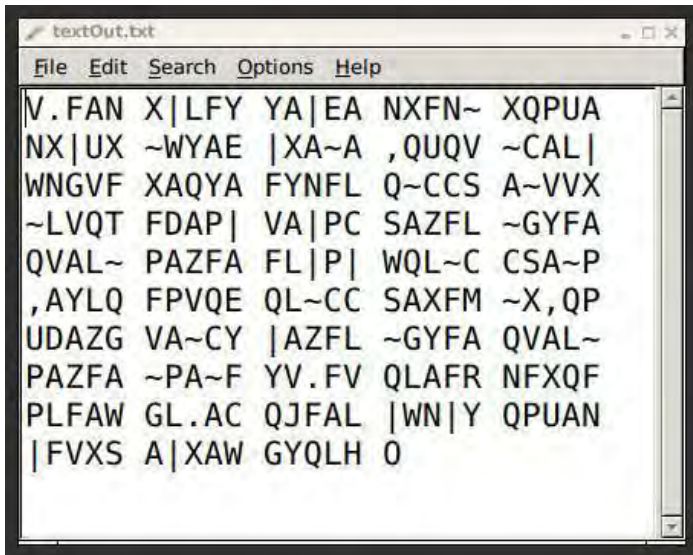 textOut.txt
File Edit Search Options Help
V.FAN X|LFY YA|EA NXFN~ XQPUA
NX|UX ~WYAE |XA~A ,QUQV ~CAL|
WNGVF XAQYA FYNFL Q~CCS A~VVX
~LVQT FDAP| VA|PC SAZFL ~GYFA
QVAL~ PAZFA FL|P| WQL~C CSA~P
,AYLQ FPVQE QL~CC SAXFM ~X,QP
UDAZG VA~CY |AZFL ~GYFA QVAL~
PAZFA ~PA~F YV.FV QLAFR NFXQF
PLFAW GL.AC QJFAL |WN|Y QPUAN
|FVXS A|XAW GYQLH O